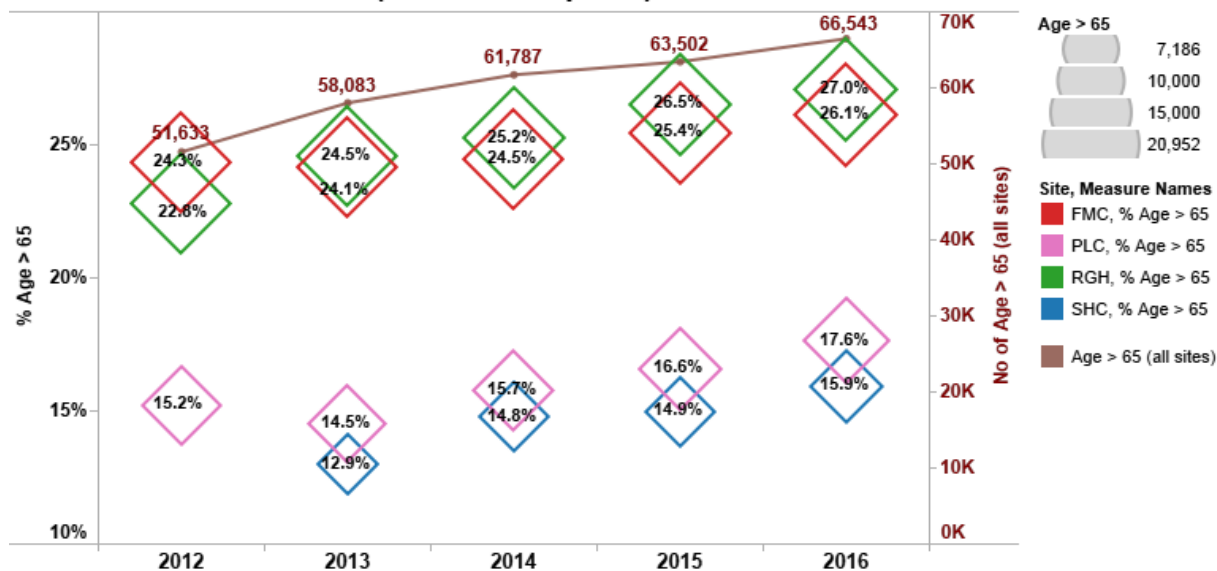 51,633
58,083
61,787
63,502
66,543
24.3%
22.8%
24.5%
24.1%
25.2%
24.5%
26.5%
25.4%
27.0%
26.1%
15.2%
14.5%
12.9%
15.7%
14.8%
16.6%
14.9%
17.6%
15.9%
% Age > 65
25%
20%
15%
10%
2012 2013 2014 2015 2016
70K
60K
50K
40K
30K
20K
10K
0K
No of Age > 65 (all sites)
Age > 65
7,186
10,000
15,000
20,952
Site, Measure Names
FMC, % Age > 65
PLC, % Age > 65
RGH, % Age > 65
SHC, % Age > 65
Age > 65 (all sites)